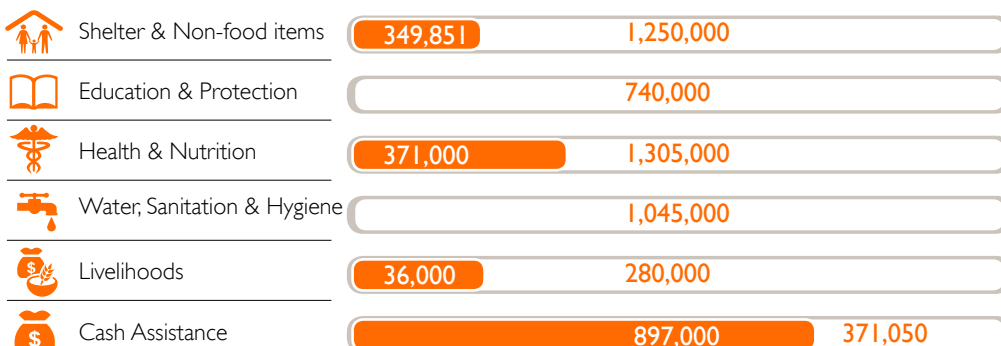 Shelter & Non-food items 349,851 1,250,000
Education & Protection 740,000
Health & Nutrition 371,000 1,305,000
Water, Sanitation & Hygiene 1,045,000
$ Livelihoods 36,000 280,000
$ Cash Assistance 897,000 371,050